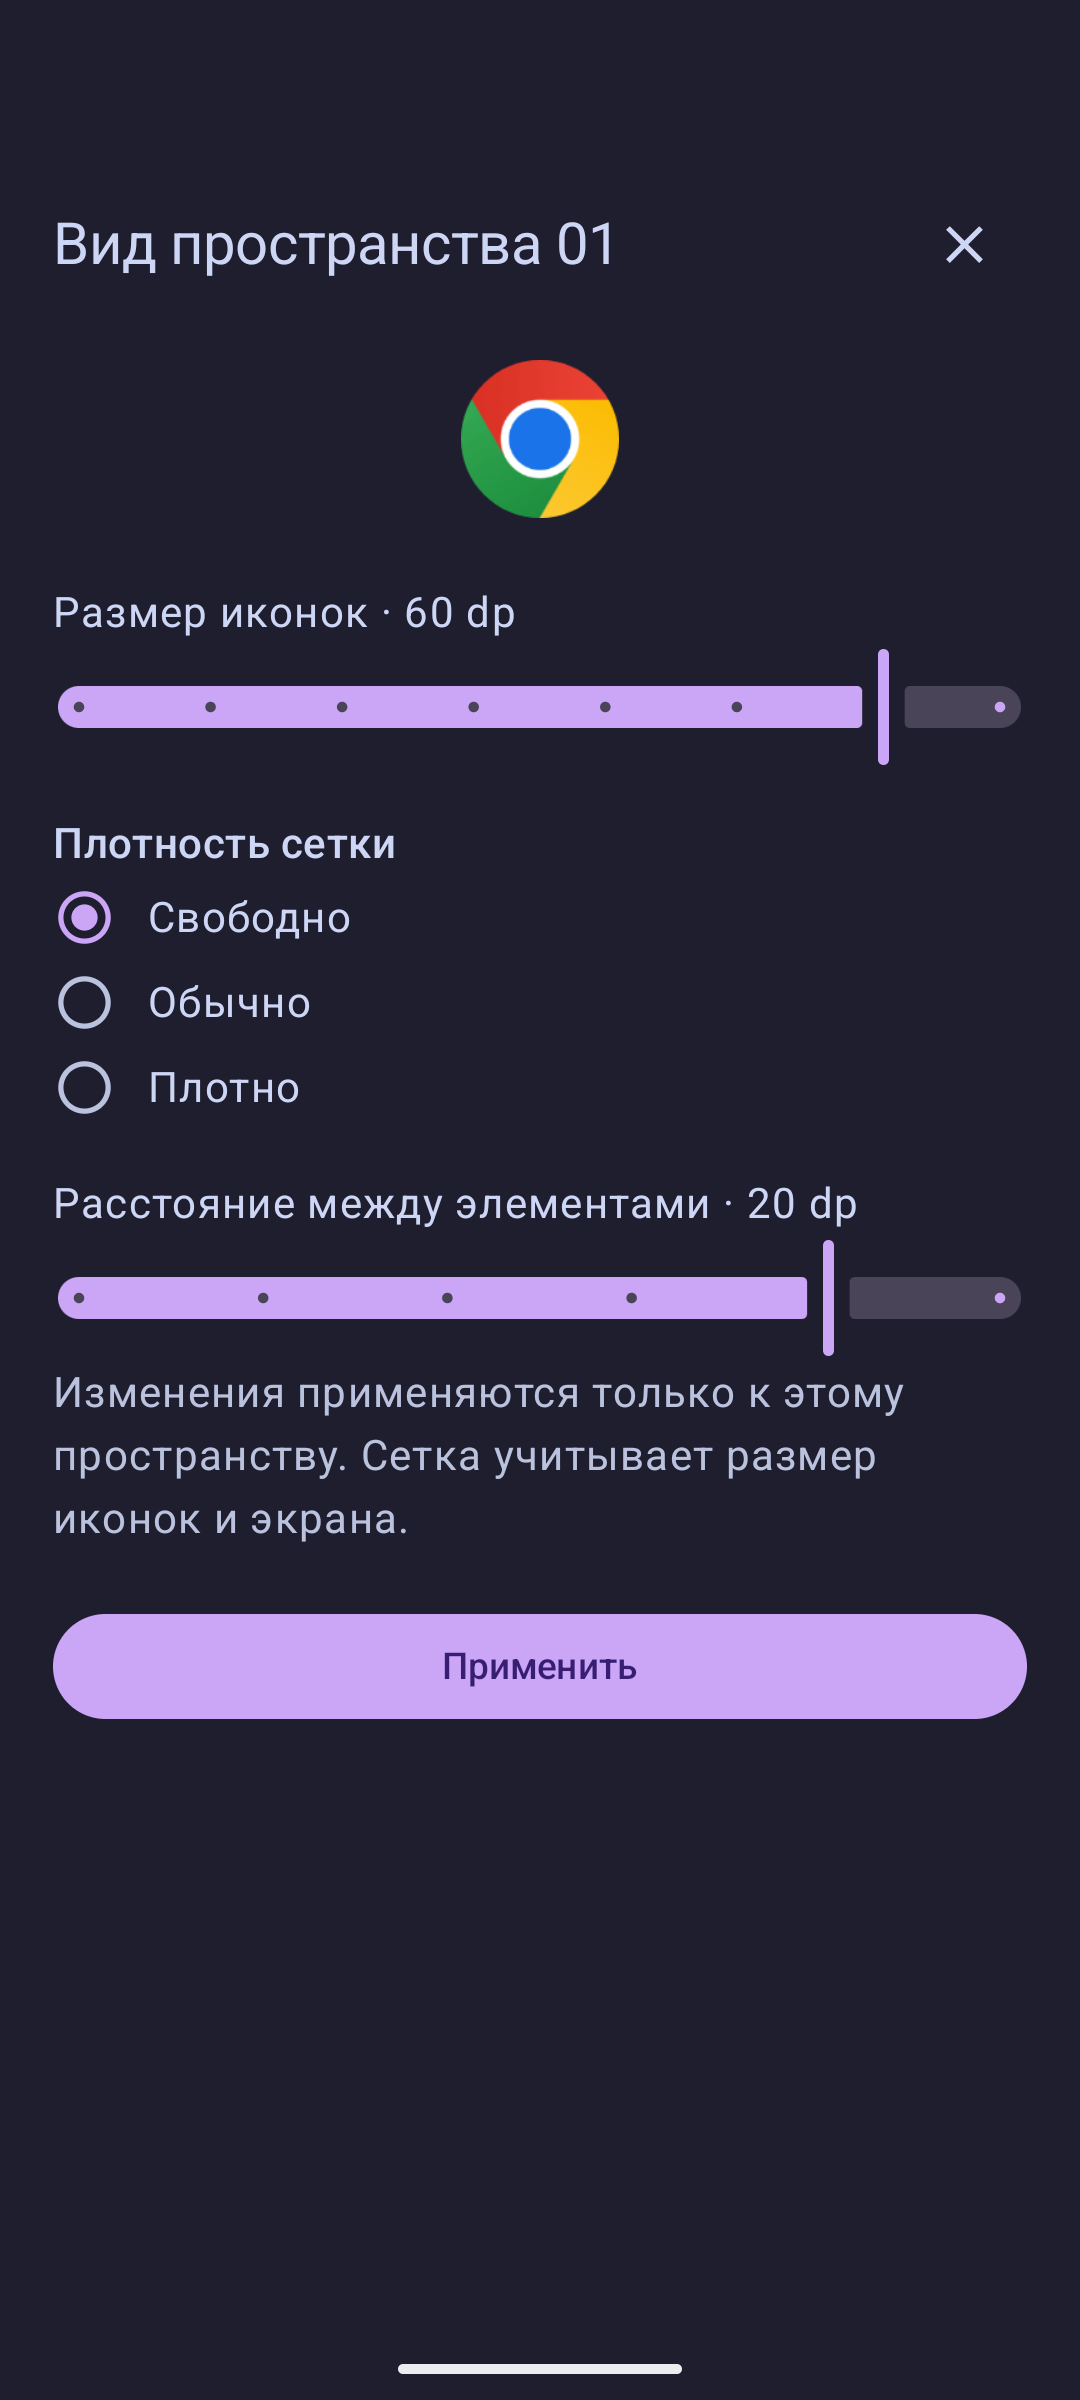 Вид пространства 01
Размер иконок · 60 dp
Плотность сетки
Свободно
Обычно
Плотно
Расстояние между элементами · 20 dp
Изменения применяются только к этому
пространству. Сетка учитывает размер
иконок и экрана.
Применить